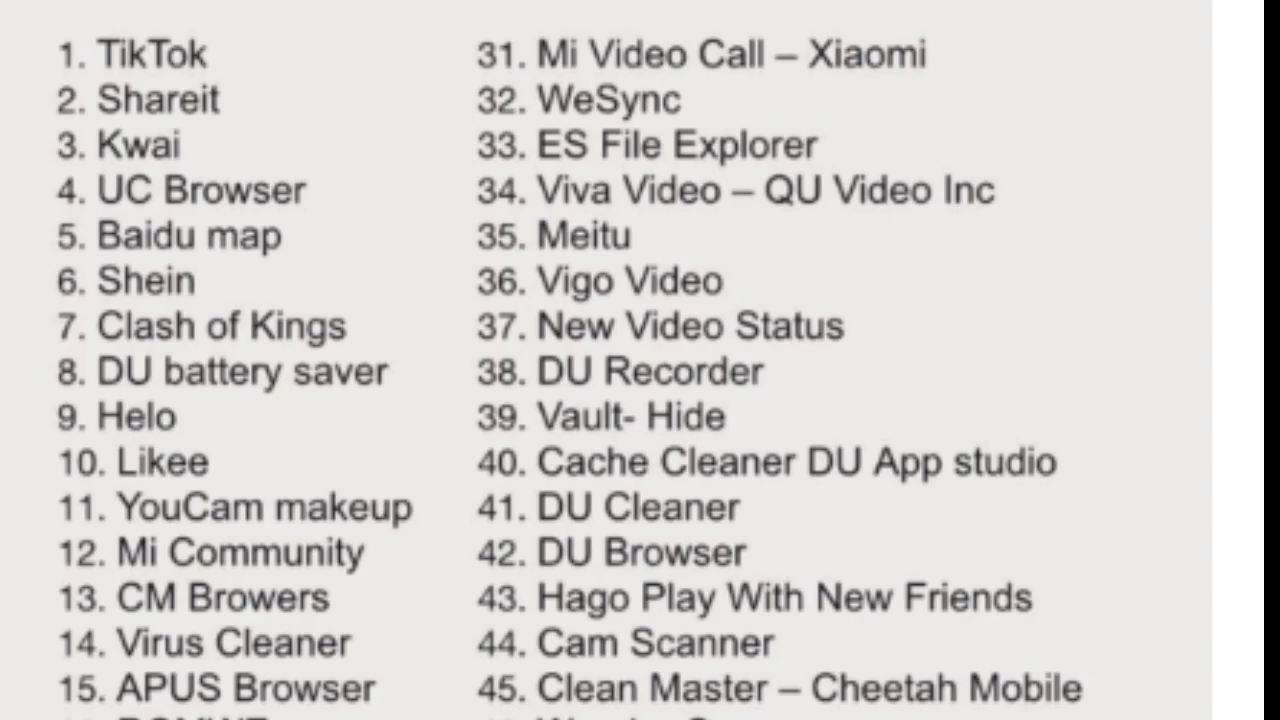 1. TikTok
2. Shareit
3. Kwai
4. UC Browser
5. Baidu map
6. Shein
7. Clash of Kings
8. DU battery saver
9. Helo
10. Likee
11. YouCam makeup
12. Mi Community
13. CM Browers
14. Virus Cleaner
15. APUS Browser
31. Mi Video Call – Xiaomi
32. WeSync
33. ES File Explorer
34. Viva Video – QU Video Inc
35. Meitu
36. Vigo Video
37. New Video Status
38. DU Recorder
39. Vault- Hide
40. Cache Cleaner DU App studio
41. DU Cleaner
42. DU Browser
43. Hago Play With New Friends
44. Cam Scanner
45. Clean Master – Cheetah Mobile